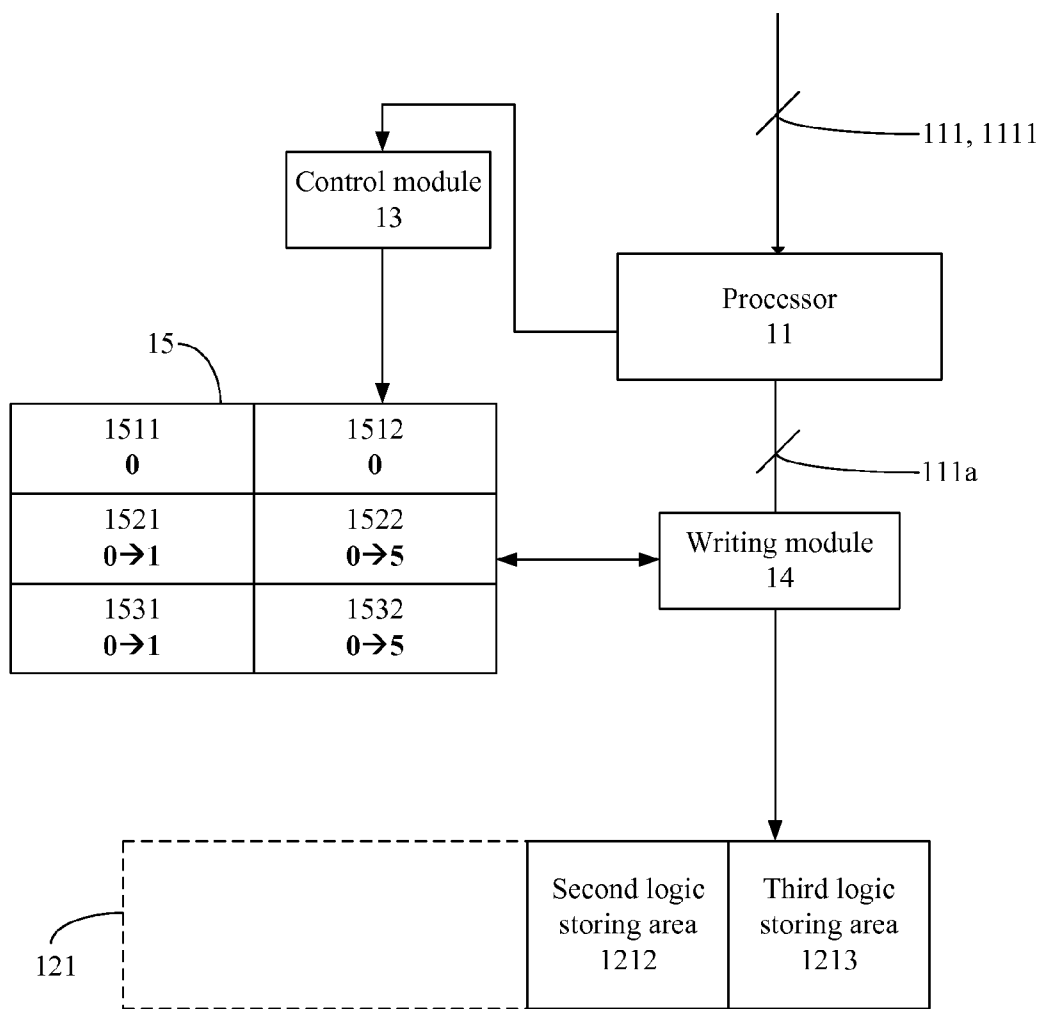 111, 1111
Control module
13
Processor
11
15
1511
0
1512
0
111a
1521
0→1
1522
0→5
Writing module
14
1531
0→1
1532
0→5
Second logic
storing area
1212
Third logic
storing area
1213
121